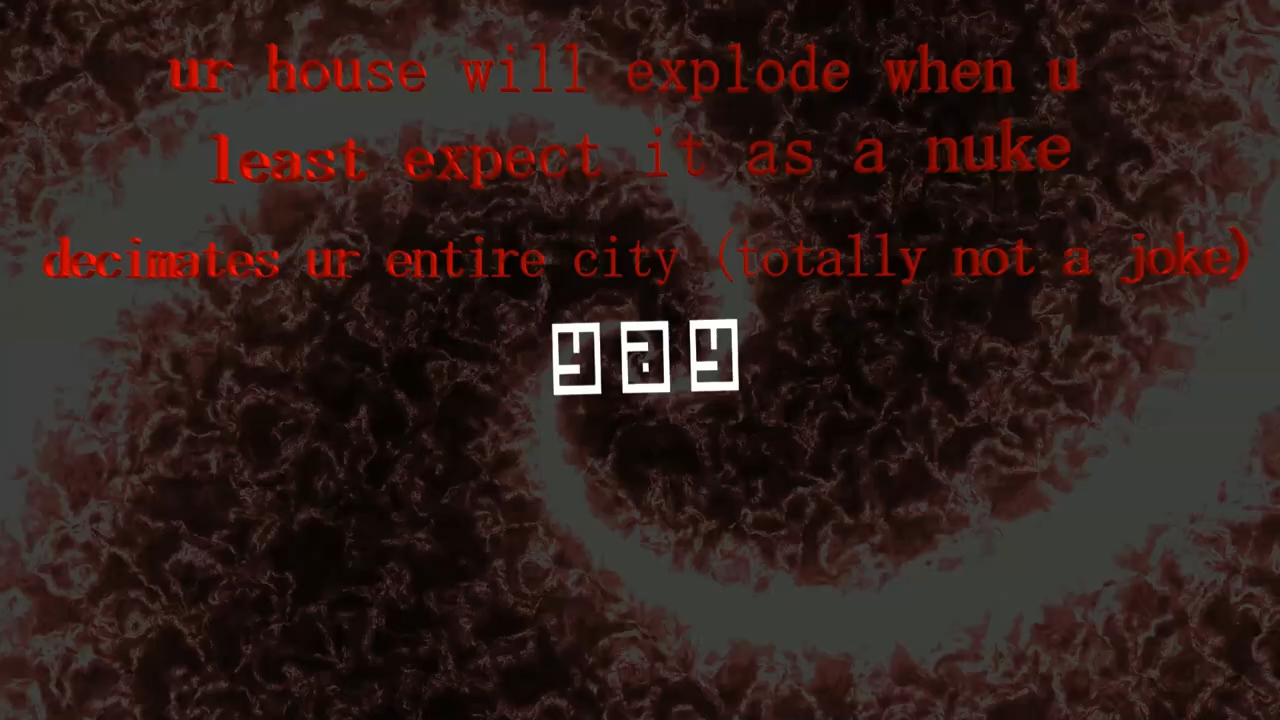 ur house will explode when u
least expect it as a nuke
decimates ur entire city (totally not a joke)
yay